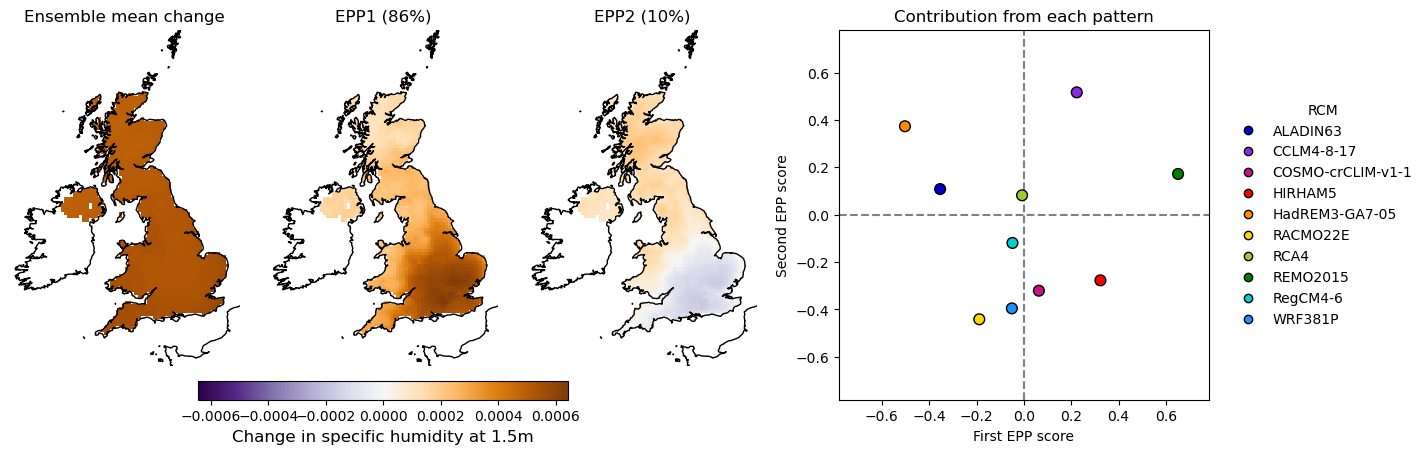 Ensemble mean change
EPP1 (86%)
EPP2 (10%)
−0.0006
−0.0004
−0.0002
0.0000
0.0002
0.0004
0.0006
Change in specific humidity at 1.5m
Contribution from each pattern
Second EPP score
0.6
0.4
0.2
0.0
−0.2
−0.4
−0.6
−0.6
−0.4
−0.2
0.0
0.2
0.4
0.6
First EPP score
RCM
ALADIN63
CCLM4-8-17
COSMO-crCLIM-v1-1
HIRHAM5
HadREM3-GA7-05
RACMO22E
RCA4
REMO2015
RegCM4-6
WRF381P